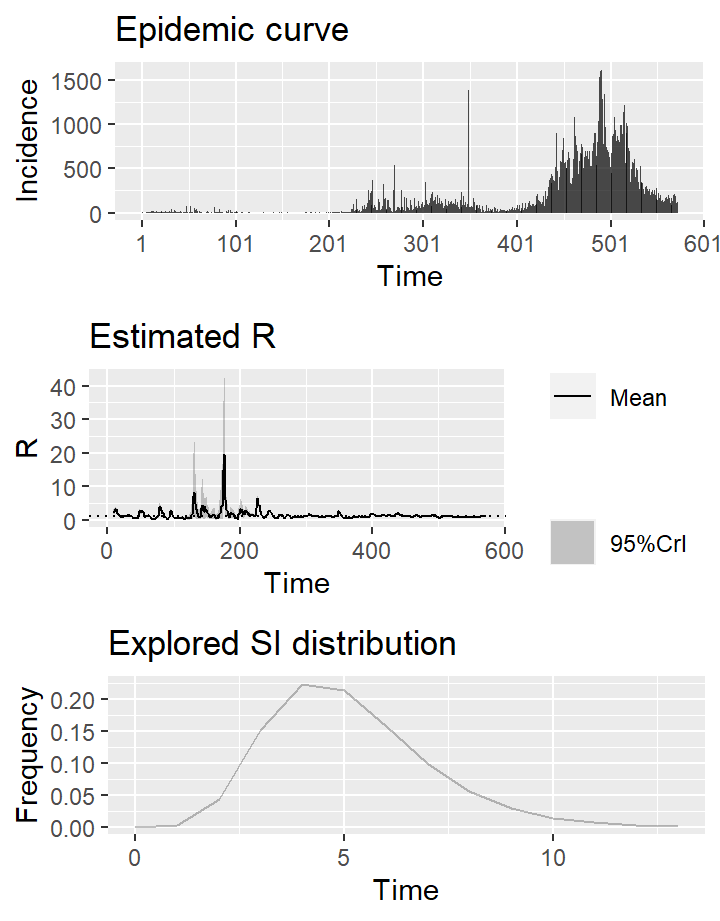 Epidemic curve
Incidence
1500
1000
500
0
1 101 201 301 401 501 601
Time
Estimated R
R
40
30
20
10
0
0 200 400 600
Time
Mean
95%CrI
Explored SI distribution
Frequency
0.20
0.15
0.10
0.05
0.00
0 5 10
Time